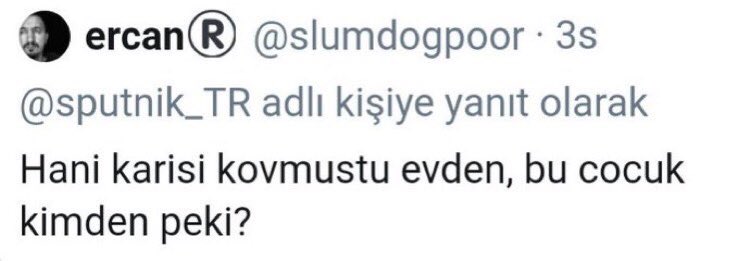 ercan® @slumdogpoor · 3s
@sputnik_TR adlı kişiye yanıt olarak
Hani karisi kovmustu evden, bu cocuk
kimden peki?